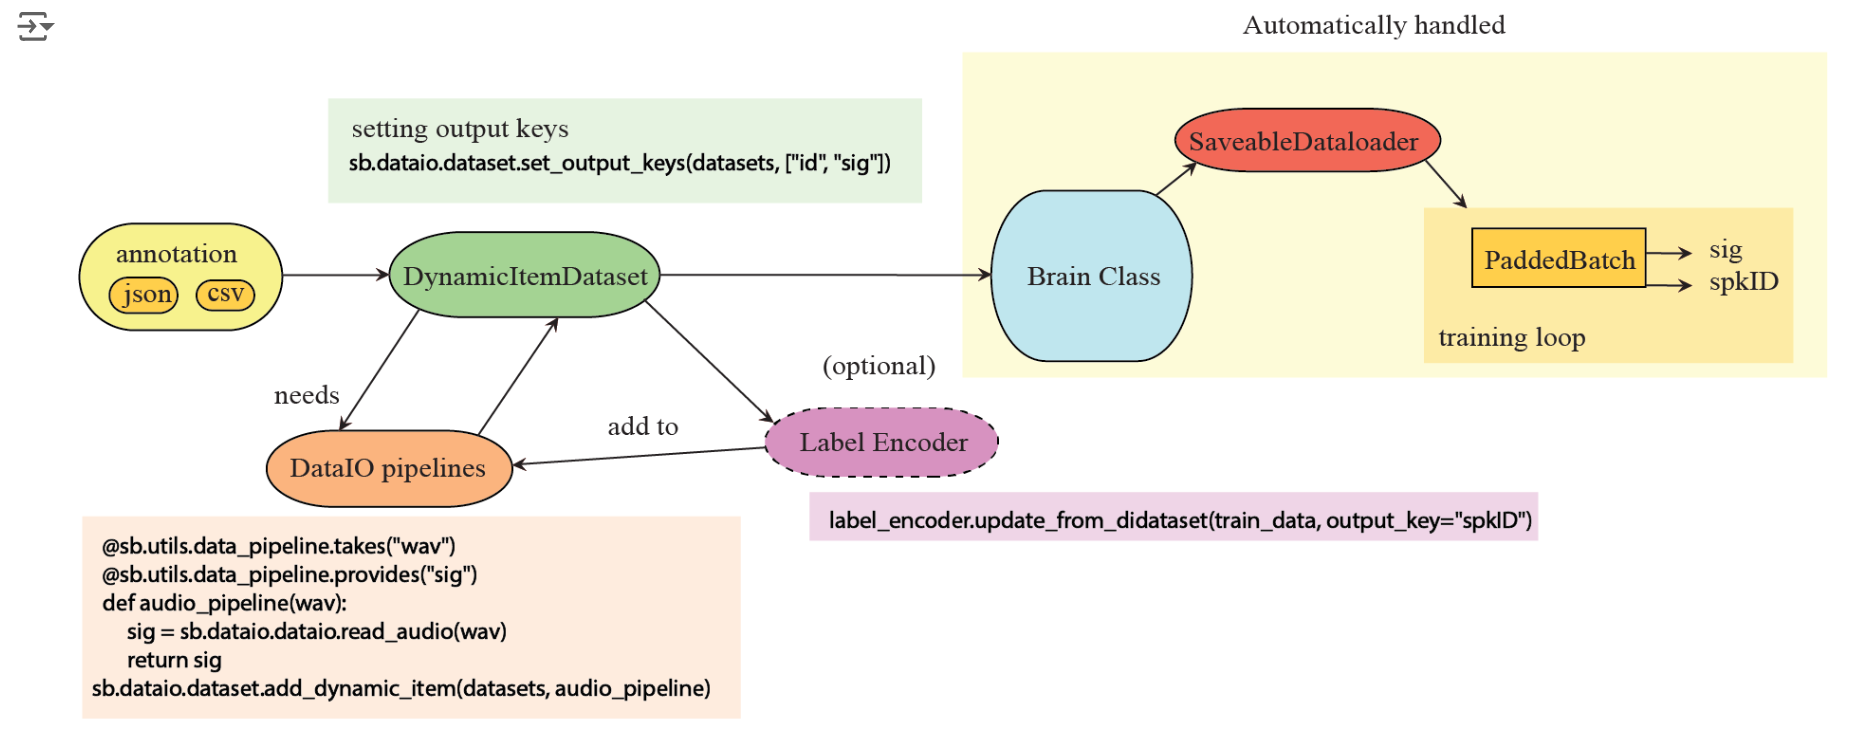 Automatically handled
setting output keys
sb.dataio.dataset.set_output_keys(datasets, ["id", "sig"])
SaveableDataloader
annotation
json csv
DynamicItemDataset
Brain Class
PaddedBatch
sig
spkID
training loop
(optional)
needs
add to
Label Encoder
DataIO pipelines
label_encoder.update_from_didataset(train_data, output_key="spkID")
@sb.utils.data_pipeline.takes("wav")
@sb.utils.data_pipeline.provides("sig")
def audio_pipeline(wav):
sig = sb.dataio.dataio.read_audio(wav)
return sig
sb.dataio.dataset.add_dynamic_item(datasets, audio_pipeline)